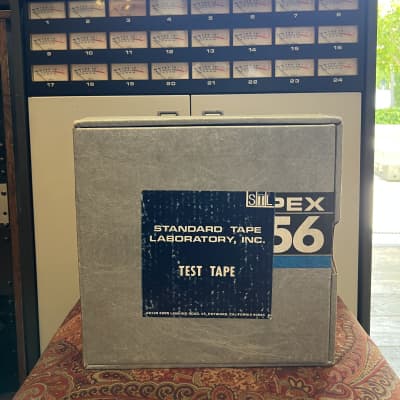 1 2 3 4 5 6 7 8
9 10 11 12 13 14 15 16
17 18 19 20 21 22 23 24
STL
PEX
56
STANDARD TAPE
LABORATORY, INC.
TEST TAPE